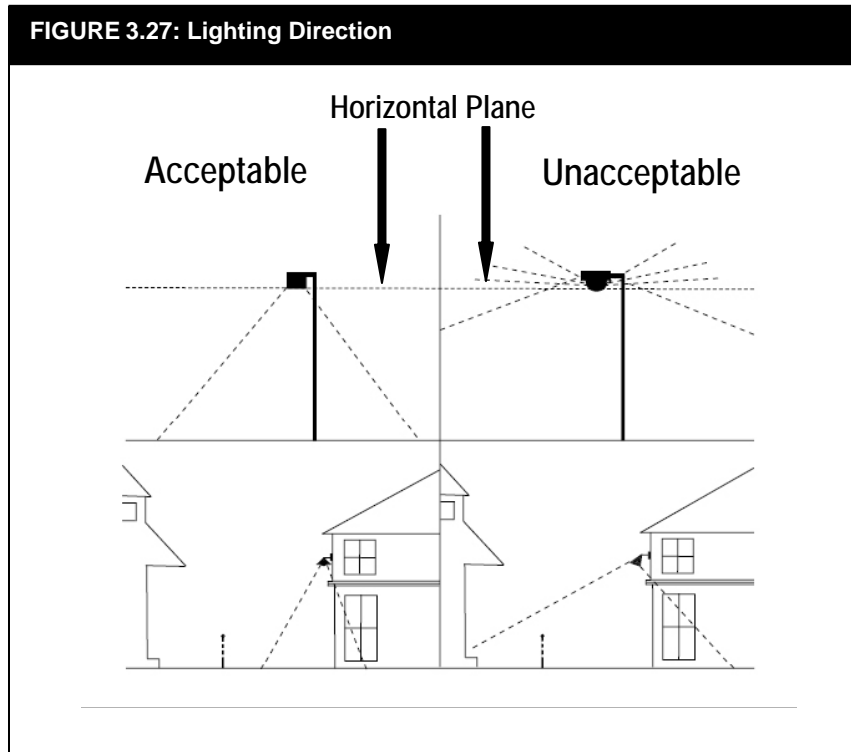 FIGURE 3.27: Lighting Direction
Horizontal Plane
Acceptable
Unacceptable